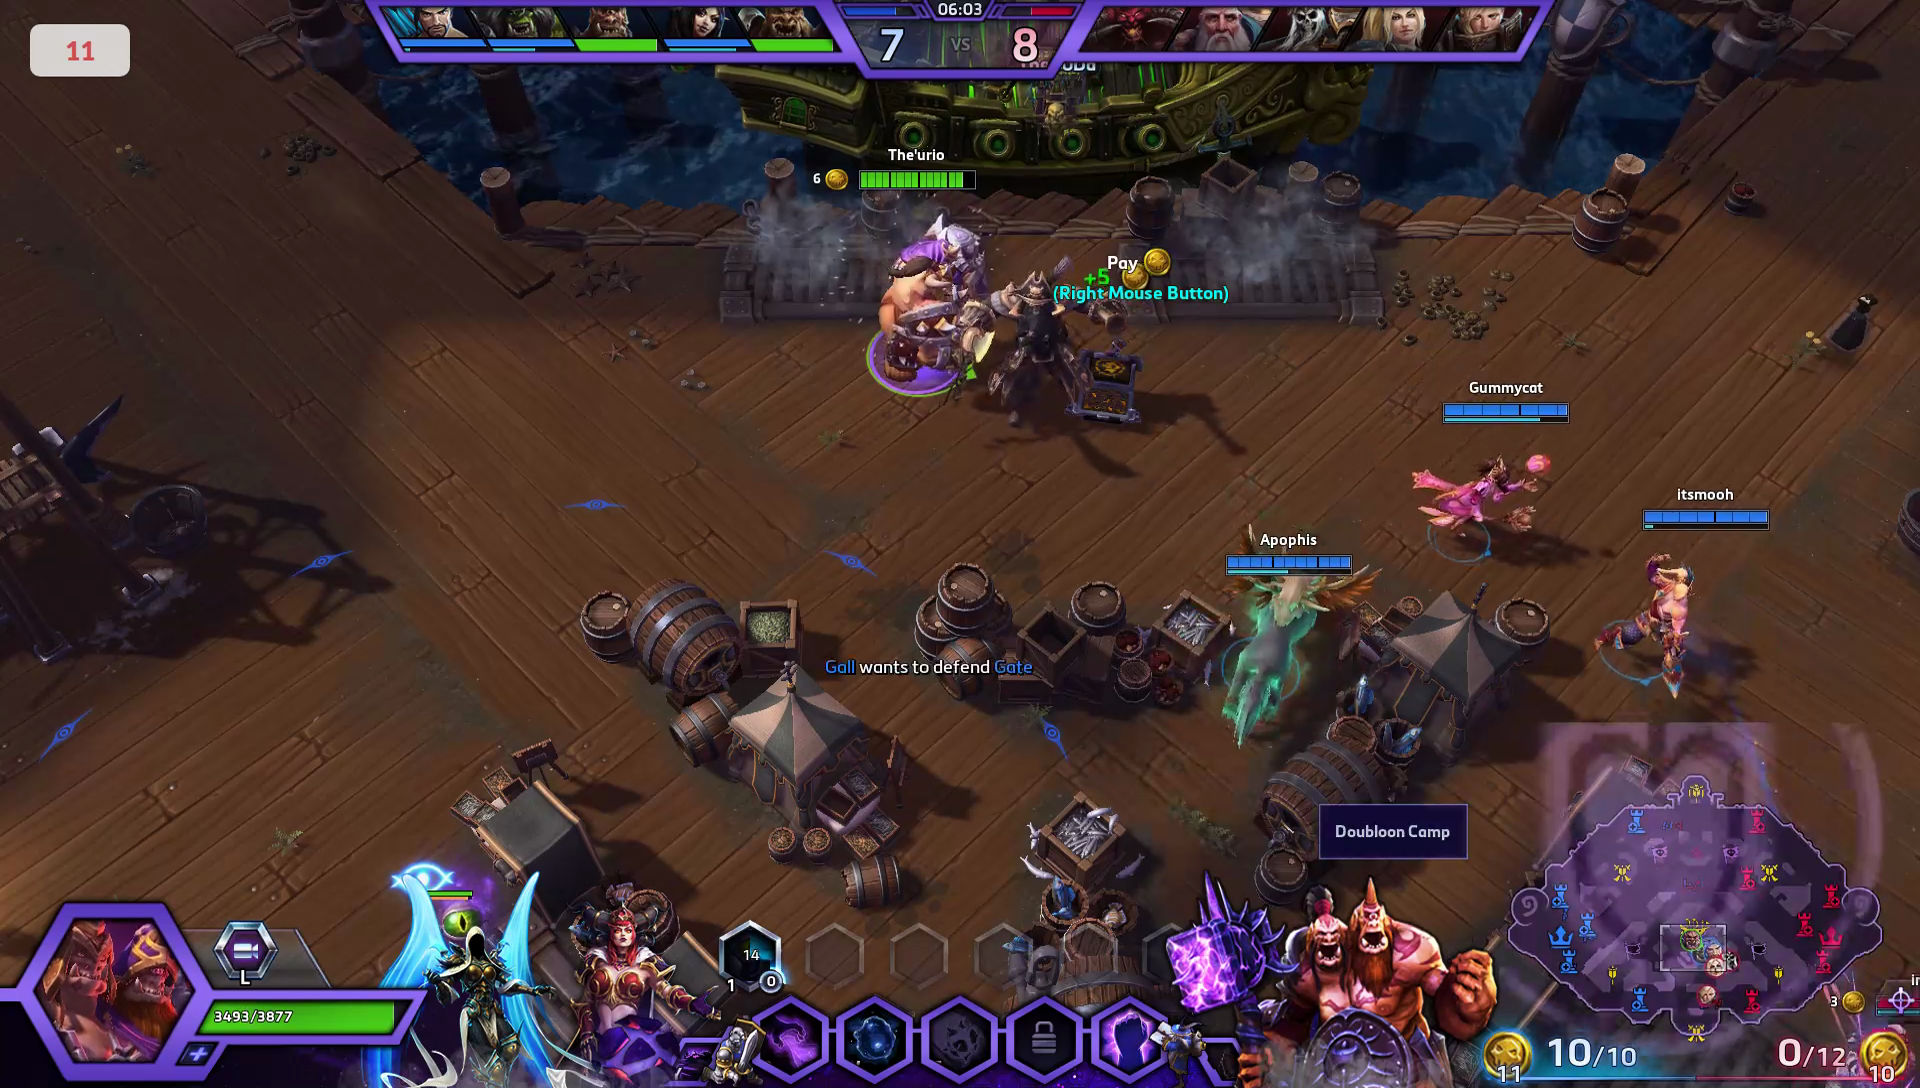 11
06:03
7 VS 8
The'urio
6
Pay
+5
(Right Mouse Button)
Gummycat
itsmooh
Apophis
Gall wants to defend Gate
Doubloon Camp
L
14
1
0
3493/3877
3
10/10
11
0/12
10